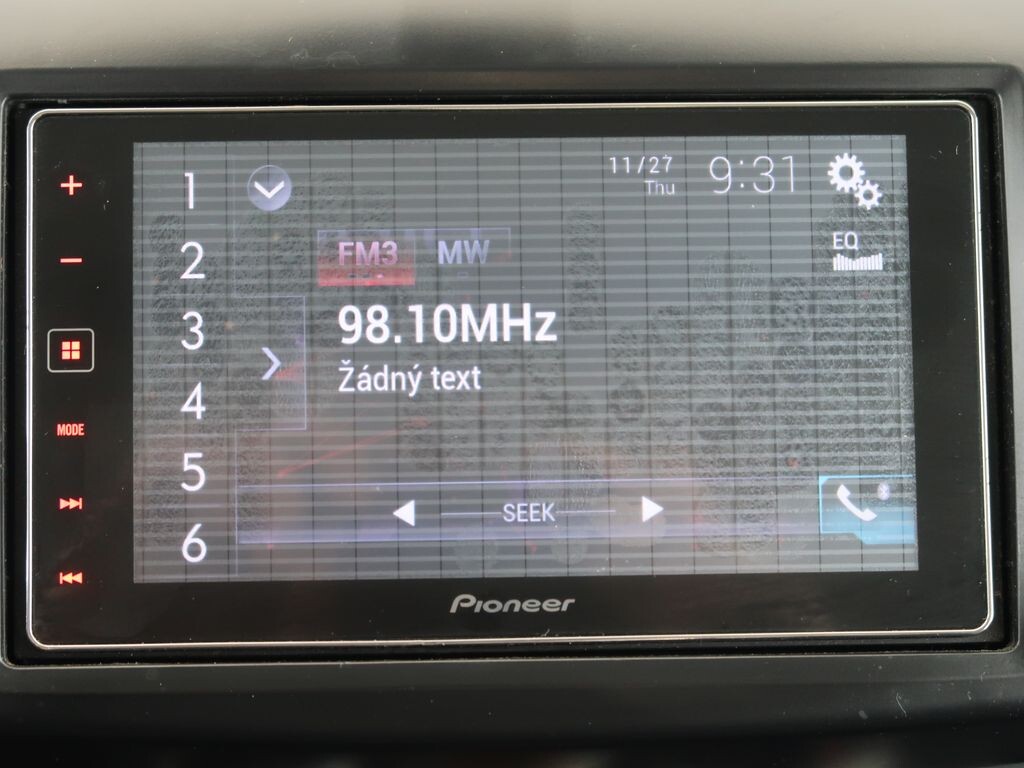 11/27
Thu
9:31
1
2
3
4
5
6
FM3 MW
EQ
98.10MHz
Žádný text
MODE
SEEK
Pioneer